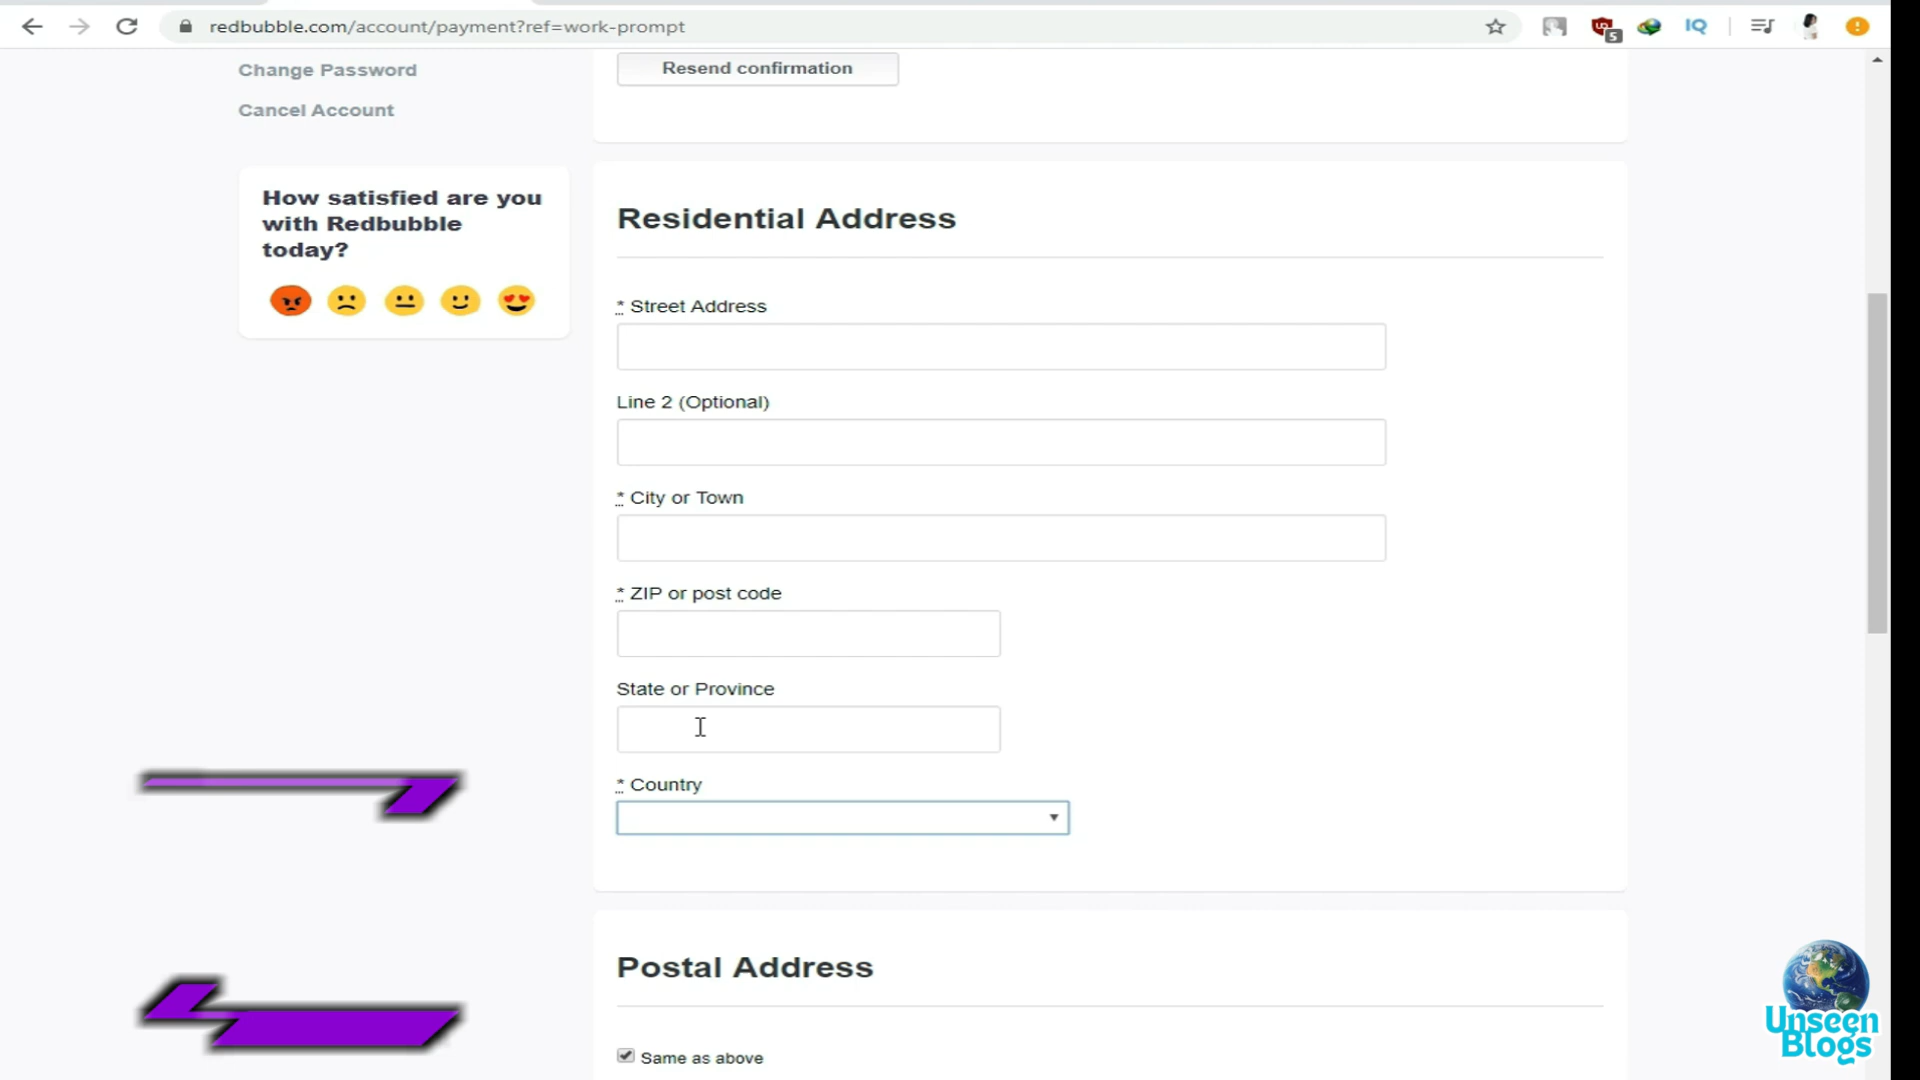 redbubble.com/account/payment?ref=work-prompt
5
IQ
Change Password
Cancel Account
Resend confirmation
How satisfied are you
with Redbubble
today?
Residential Address
* Street Address
Line 2 (Optional)
* City or Town
* ZIP or post code
State or Province
* Country
Postal Address
Same as above
Unseen
Blogs